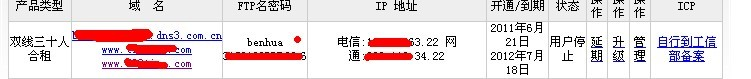 产品类型 域 名 FTP名密码 IP 地址 开通/到期 状态 操作 操作 操作 ICP
双线三十人合租
dns3.com.cn
www.
www.
benhua
电信: 63.22 网
通: 34.22
2011年6月
21日
2012年7月
18日
用户停止
延期
升级
管理
自行到工信部备案